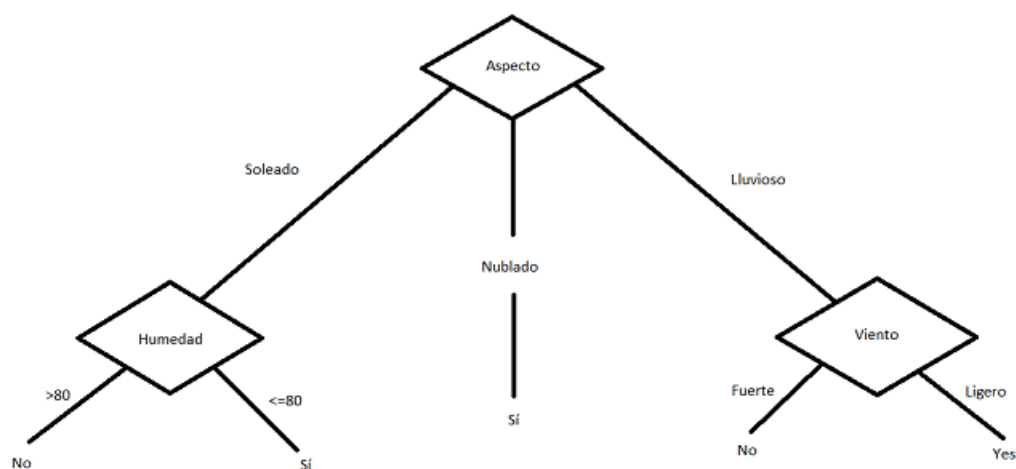 Aspecto
Soleado
Lluvioso
Nublado
Humedad
Viento
>80
<=80
Fuerte
Ligero
Sí
No
Yes
No
Sí